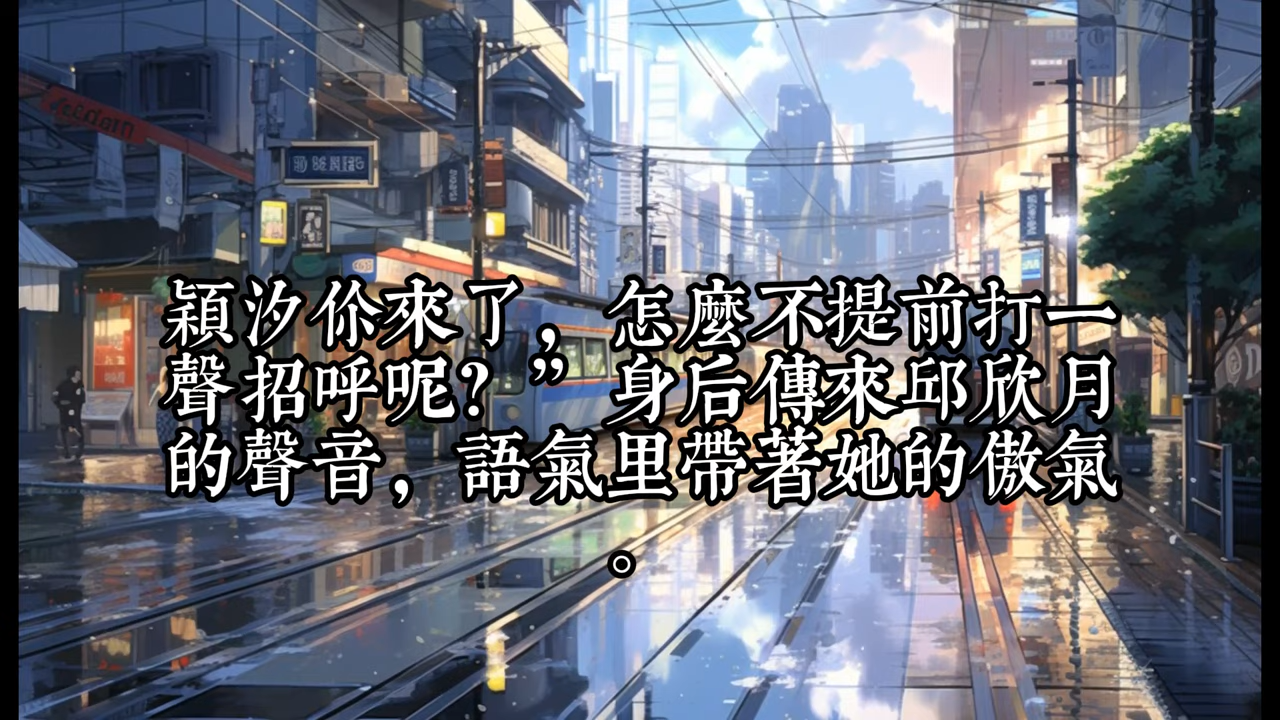 穎汐你來了，怎麼不提前打一
聲招呼呢？”身后傳來邱欣月
的聲音，語氣里帶著她的傲氣
。